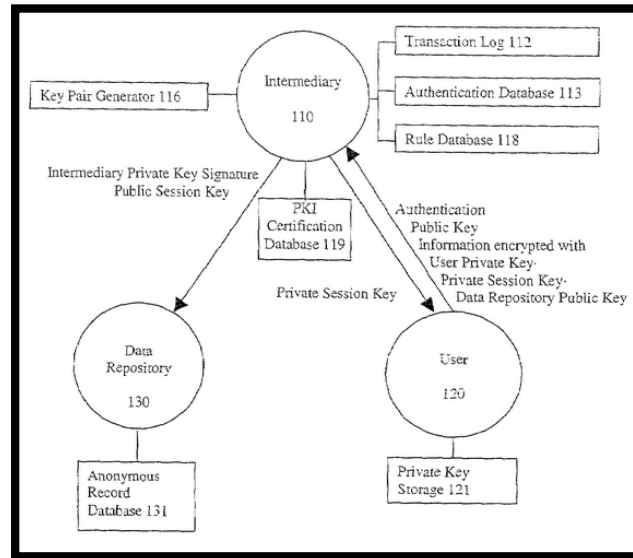 Transaction Log 112
Intermediary
110
Key Pair Generator 116
Authentication Database 113
Rule Database 118
Intermediary Private Key Signature
Public Session Key
PKI
Certification
Database 119
Authentication
Public Key
Information encrypted with
User Private Key·
Private Session Key·
Data Repository Public Key
Private Session Key
Data
Repository
130
User
120
Anonymous
Record
Database 131
Private Key
Storage 121